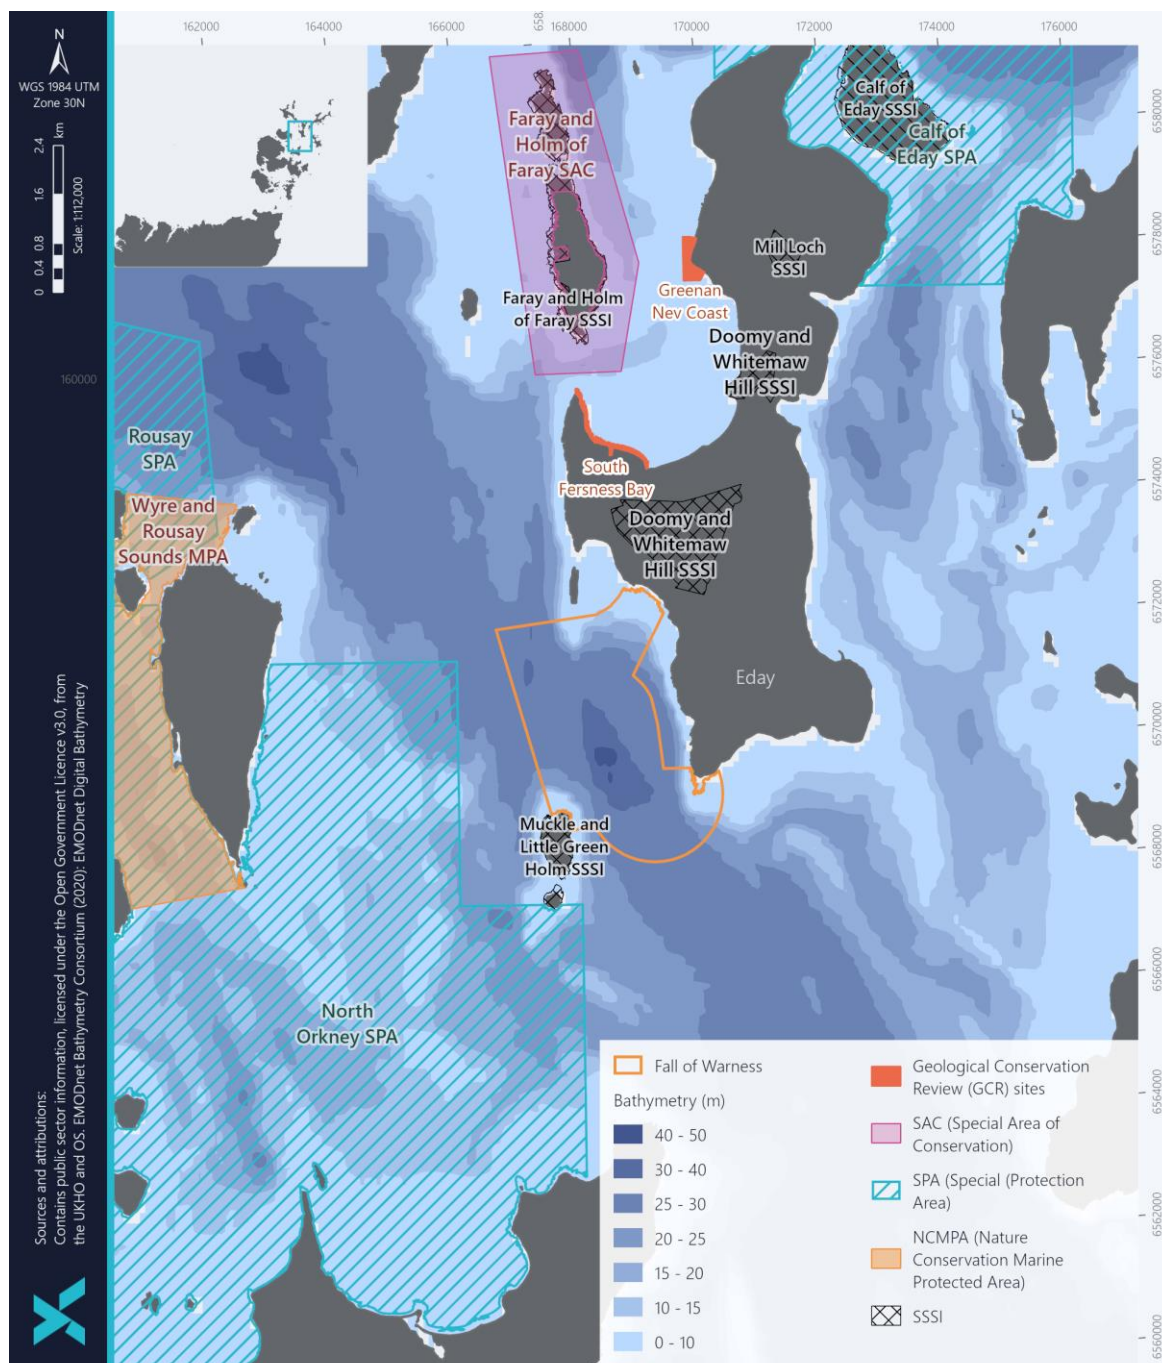 162000
164000
166000
658.
168000
170000
172000
174000
176000
N
WGS 1984 UTM
Zone 30N
0 0.4 0.8 1.6 2.4
km
Scale: 1:112,000
160000
6580000
6578000
6576000
6574000
6572000
6570000
6568000
6566000
6564000
6562000
6560000
Faray and
Holm of
Faray SAC
Calf of
Eday SSSI
Calf of
Eday SPA
Mill Loch
SSSI
Faray and Holm
of Faray SSSI
Greenan
Nev Coast
Doomy and
Whitemaw
Hill SSSI
Rousay
SPA
South
Fersness Bay
Wyre and
Rousay
Sounds MPA
Doomy and
Whitemaw
Hill SSSI
Eday
Muckle and
Little Green
Holm SSSI
North
Orkney SPA
Fall of Warness
Bathymetry (m)
40 - 50
30 - 40
25 - 30
20 - 25
15 - 20
10 - 15
0 - 10
Geological Conservation
Review (GCR) sites
SAC (Special Area of
Conservation)
SPA (Special (Protection
Area)
NCMPA (Nature
Conservation Marine
Protected Area)
SSSI
Sources and attributions:
Contains public sector information, licensed under the Open Government Licence v3.0, from
the UKHO and OS. EMODnet Bathymetry Consortium (2020): EMODnet Digital Bathymetry